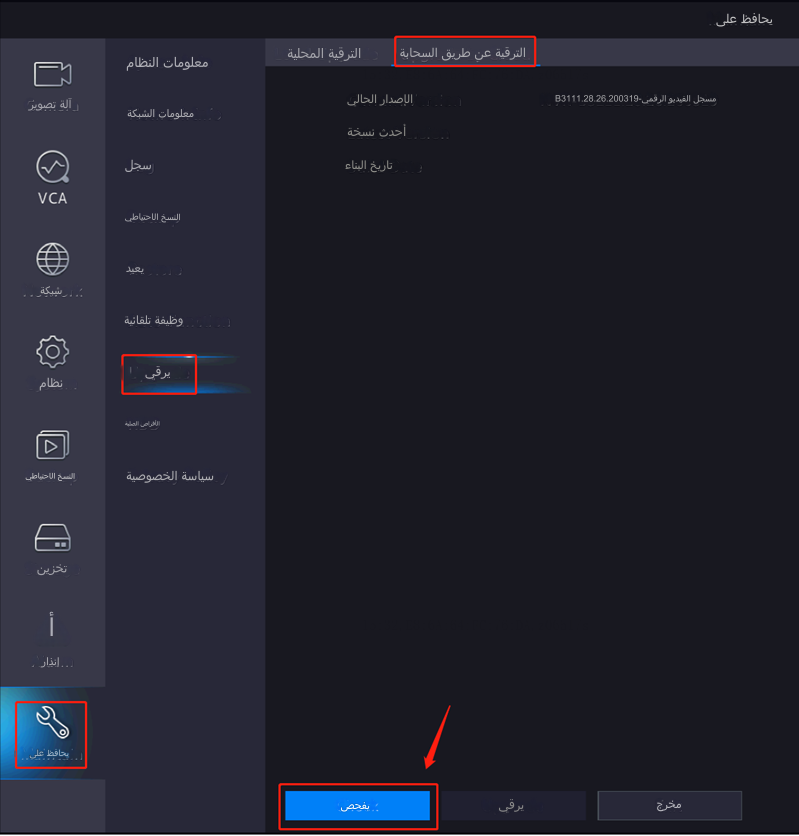 يحافظ على
آلة تصوير
VCA
شبكة
نظام
النسخ الاحتياطي
تخزين
أ
إنذار
يحافظ على
معلومات النظام
معلومات الشبكة
سجل
النسخ الاحتياطي
يعيد
وظيفة تلقائية
يرقي
الأقراص الصلبة
سياسة الخصوصية
الترقية المحلية
الترقية عن طريق السحابة
الإصدار الحالي
مسجل الفيديو الرقمي-B3111.28.26.200319
أحدث نسخة
تاريخ البناء
يفحص
يرقي
مخرج